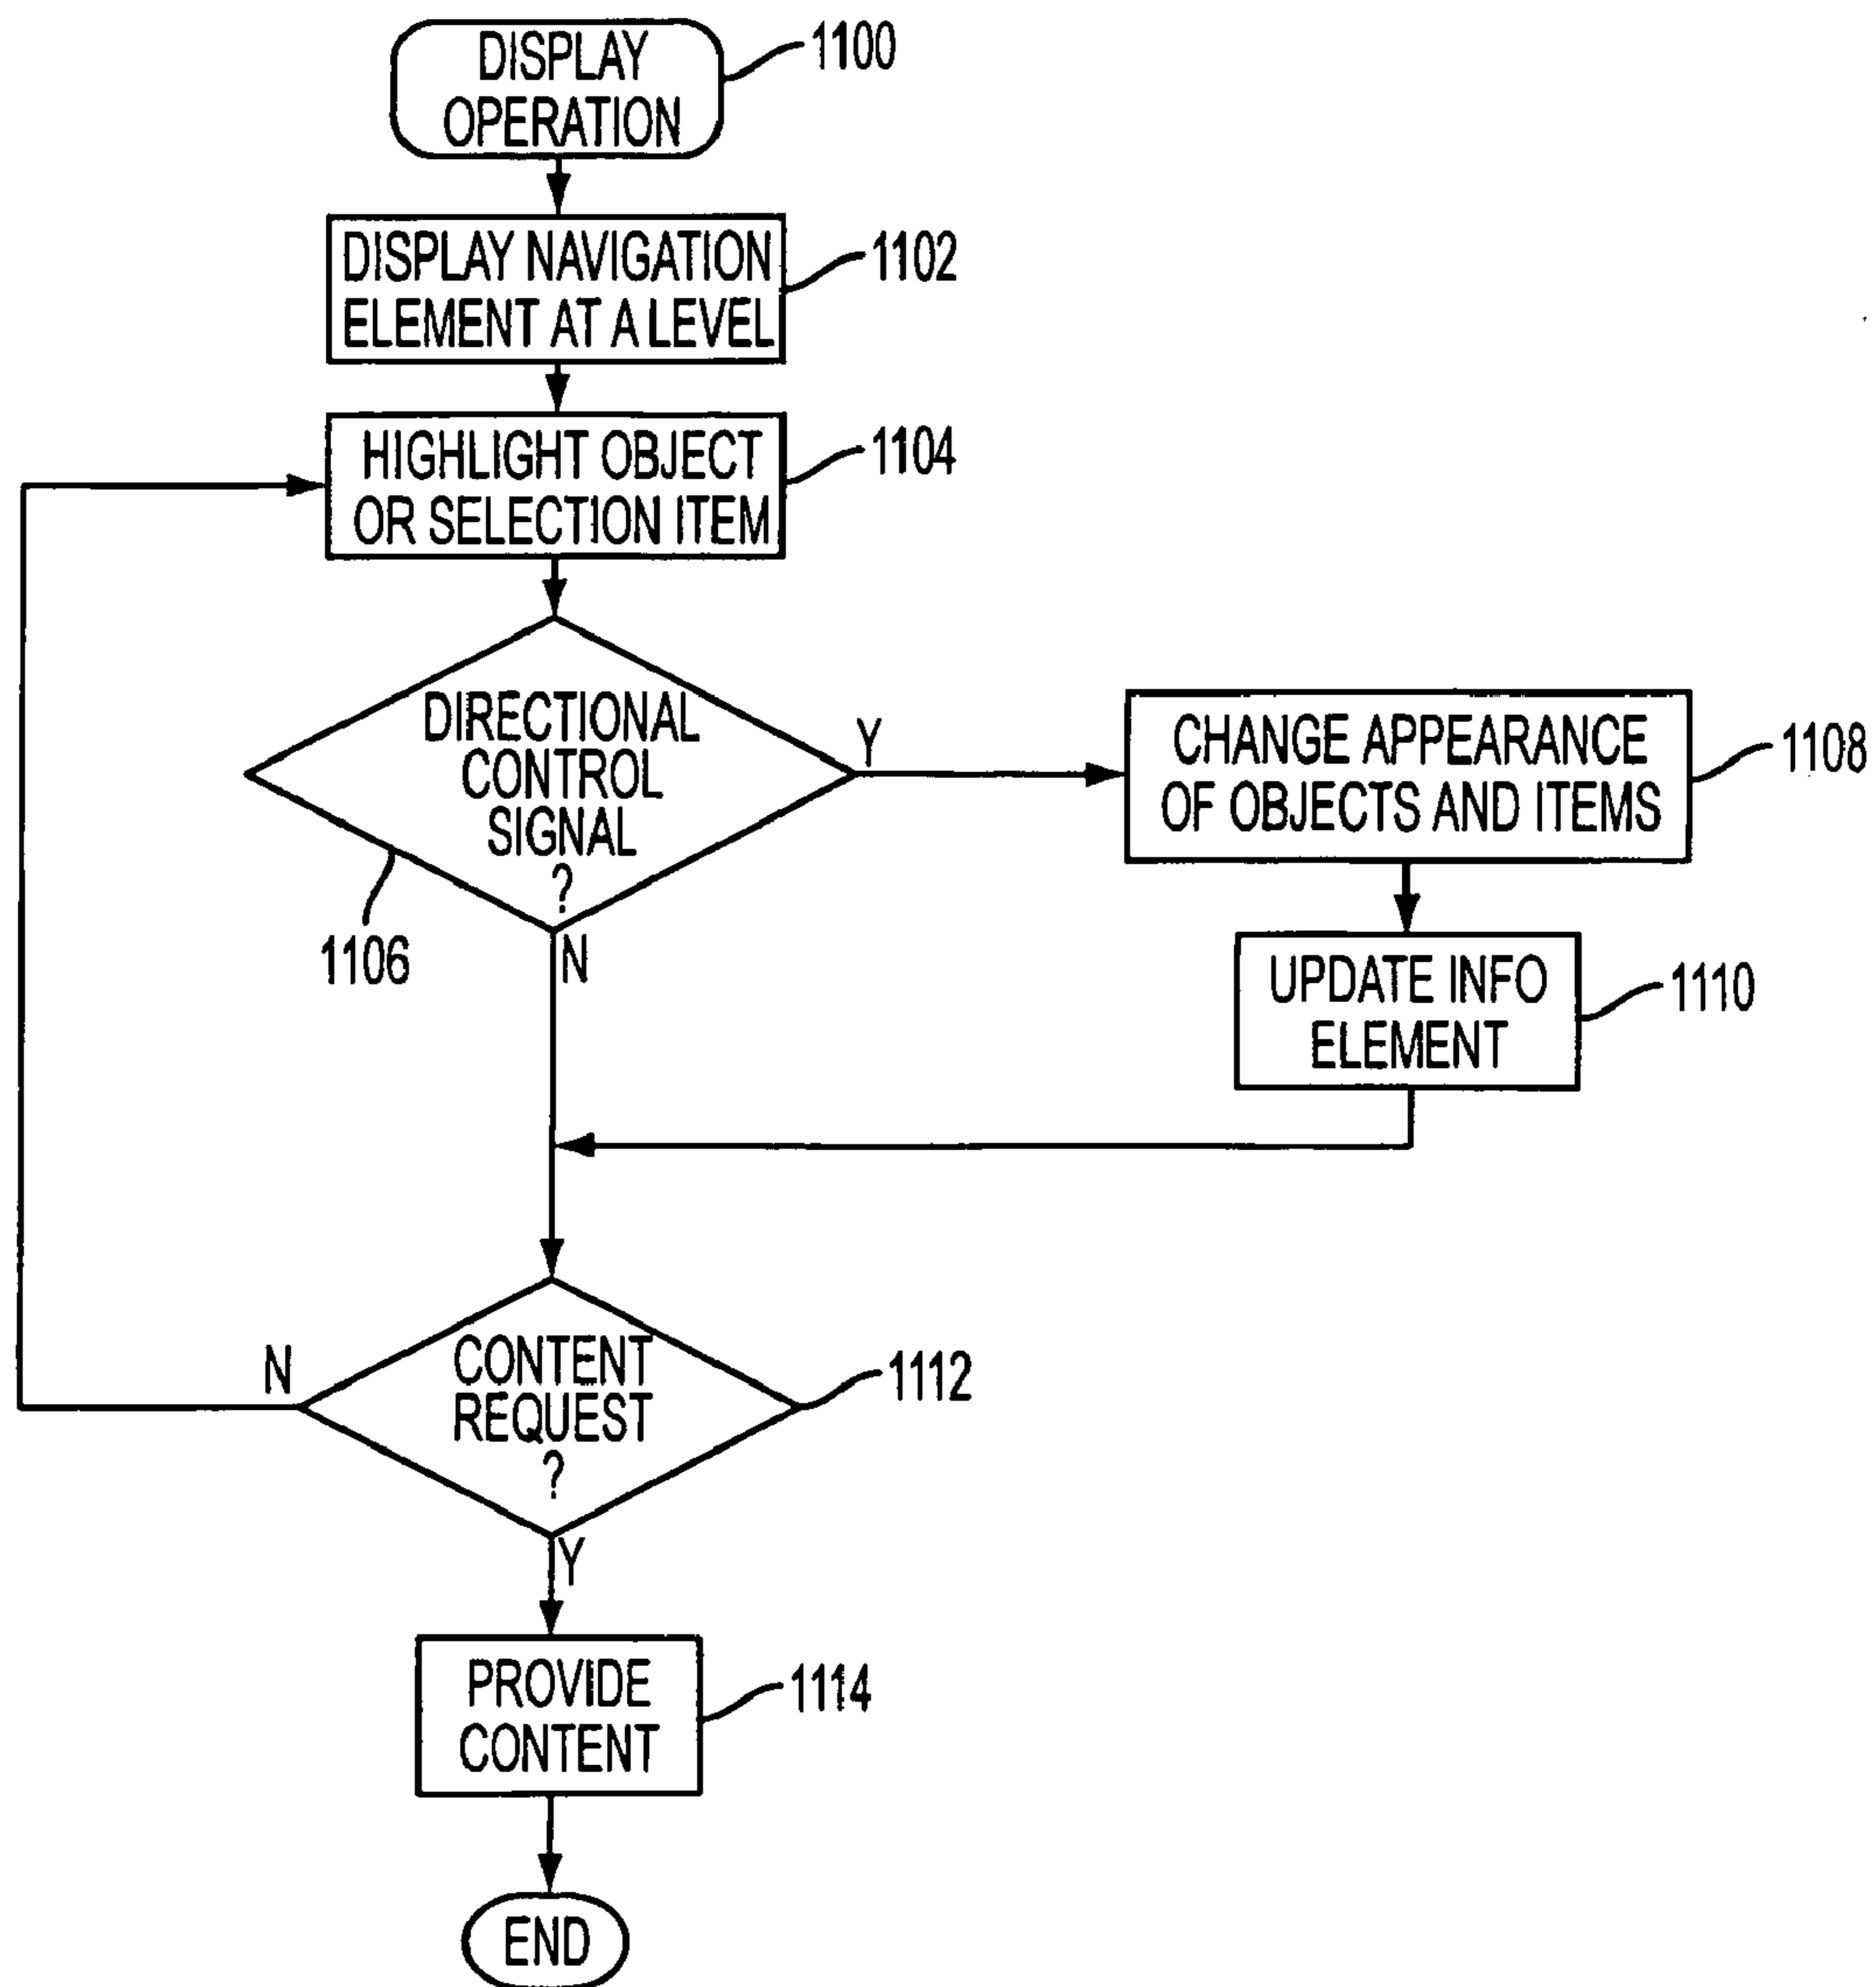 DISPLAY
OPERATION
1100
DISPLAY NAVIGATION
ELEMENT AT A LEVEL
1102
HIGHLIGHT OBJECT
OR SELECTION ITEM
1104
DIRECTIONAL
CONTROL
SIGNAL
?
1106
Y
N
CHANGE APPEARANCE
OF OBJECTS AND ITEMS
1108
UPDATE INFO
ELEMENT
1110
CONTENT
REQUEST
?
1112
N
Y
PROVIDE
CONTENT
1114
END